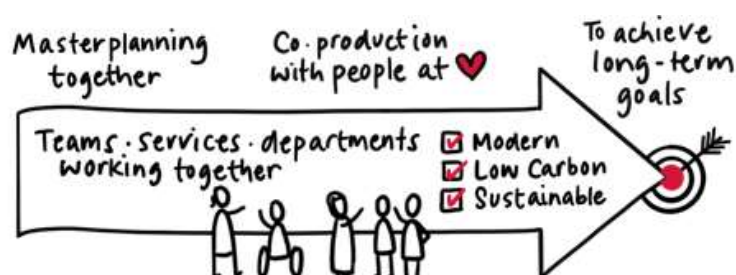 Masterplanning
together
Co·production
with people at
To achieve
long-term
goals
Teams·services·departments
working together
Modern
Low Carbon
Sustainable